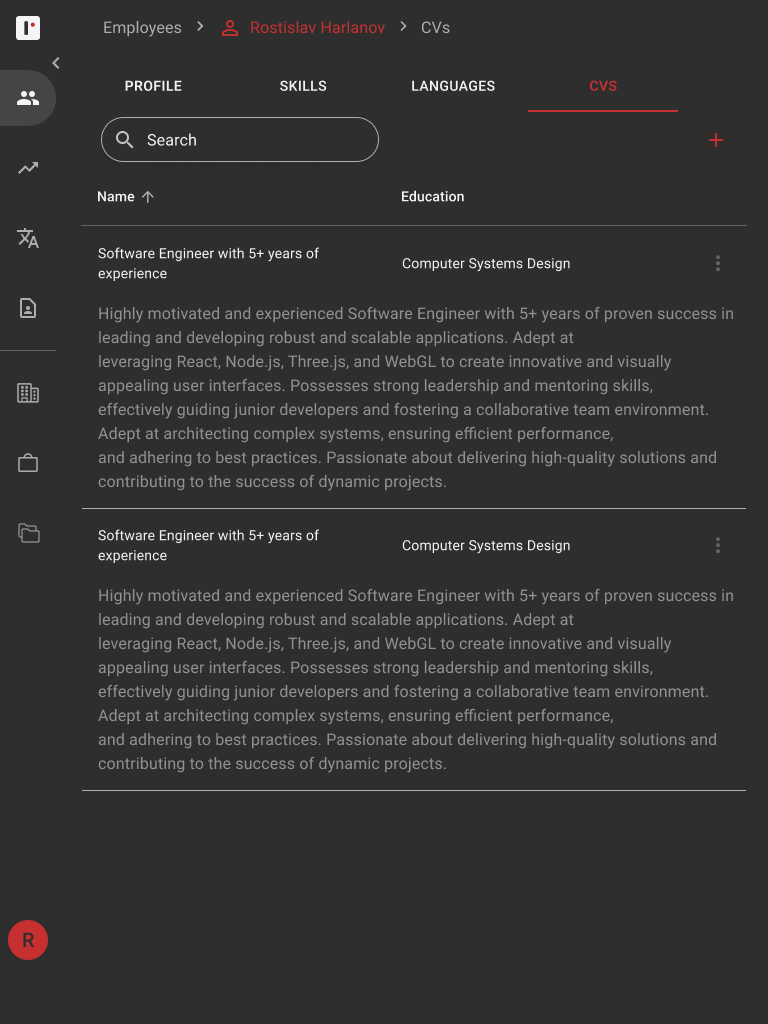 Employees > Rostislav Harlanov > CVs
PROFILE SKILLS LANGUAGES CVS
Search
Name Education
Software Engineer with 5+ years of
experience
Computer Systems Design
Highly motivated and experienced Software Engineer with 5+ years of proven success in
leading and developing robust and scalable applications. Adept at
leveraging React, Node.js, Three.js, and WebGL to create innovative and visually
appealing user interfaces. Possesses strong leadership and mentoring skills,
effectively guiding junior developers and fostering a collaborative team environment.
Adept at architecting complex systems, ensuring efficient performance,
and adhering to best practices. Passionate about delivering high-quality solutions and
contributing to the success of dynamic projects.
Software Engineer with 5+ years of
experience
Computer Systems Design
Highly motivated and experienced Software Engineer with 5+ years of proven success in
leading and developing robust and scalable applications. Adept at
leveraging React, Node.js, Three.js, and WebGL to create innovative and visually
appealing user interfaces. Possesses strong leadership and mentoring skills,
effectively guiding junior developers and fostering a collaborative team environment.
Adept at architecting complex systems, ensuring efficient performance,
and adhering to best practices. Passionate about delivering high-quality solutions and
contributing to the success of dynamic projects.
R